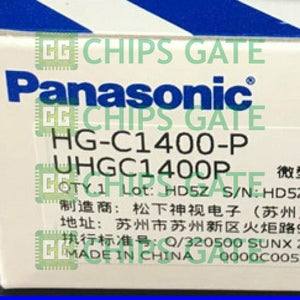 CHIPS GATE
Panasonic
CHIPS GATE
HG-C1400-P
UHGC1400P
QTY.1 Lot: HD5Z S/N: HD5Z
制造商: 松下神视电子 (苏州
地址: 苏州市苏州新区火炬路
执行标准号: Q/320500 SUNX
MADE IN CHINA 0000C005
CHIPS GATE